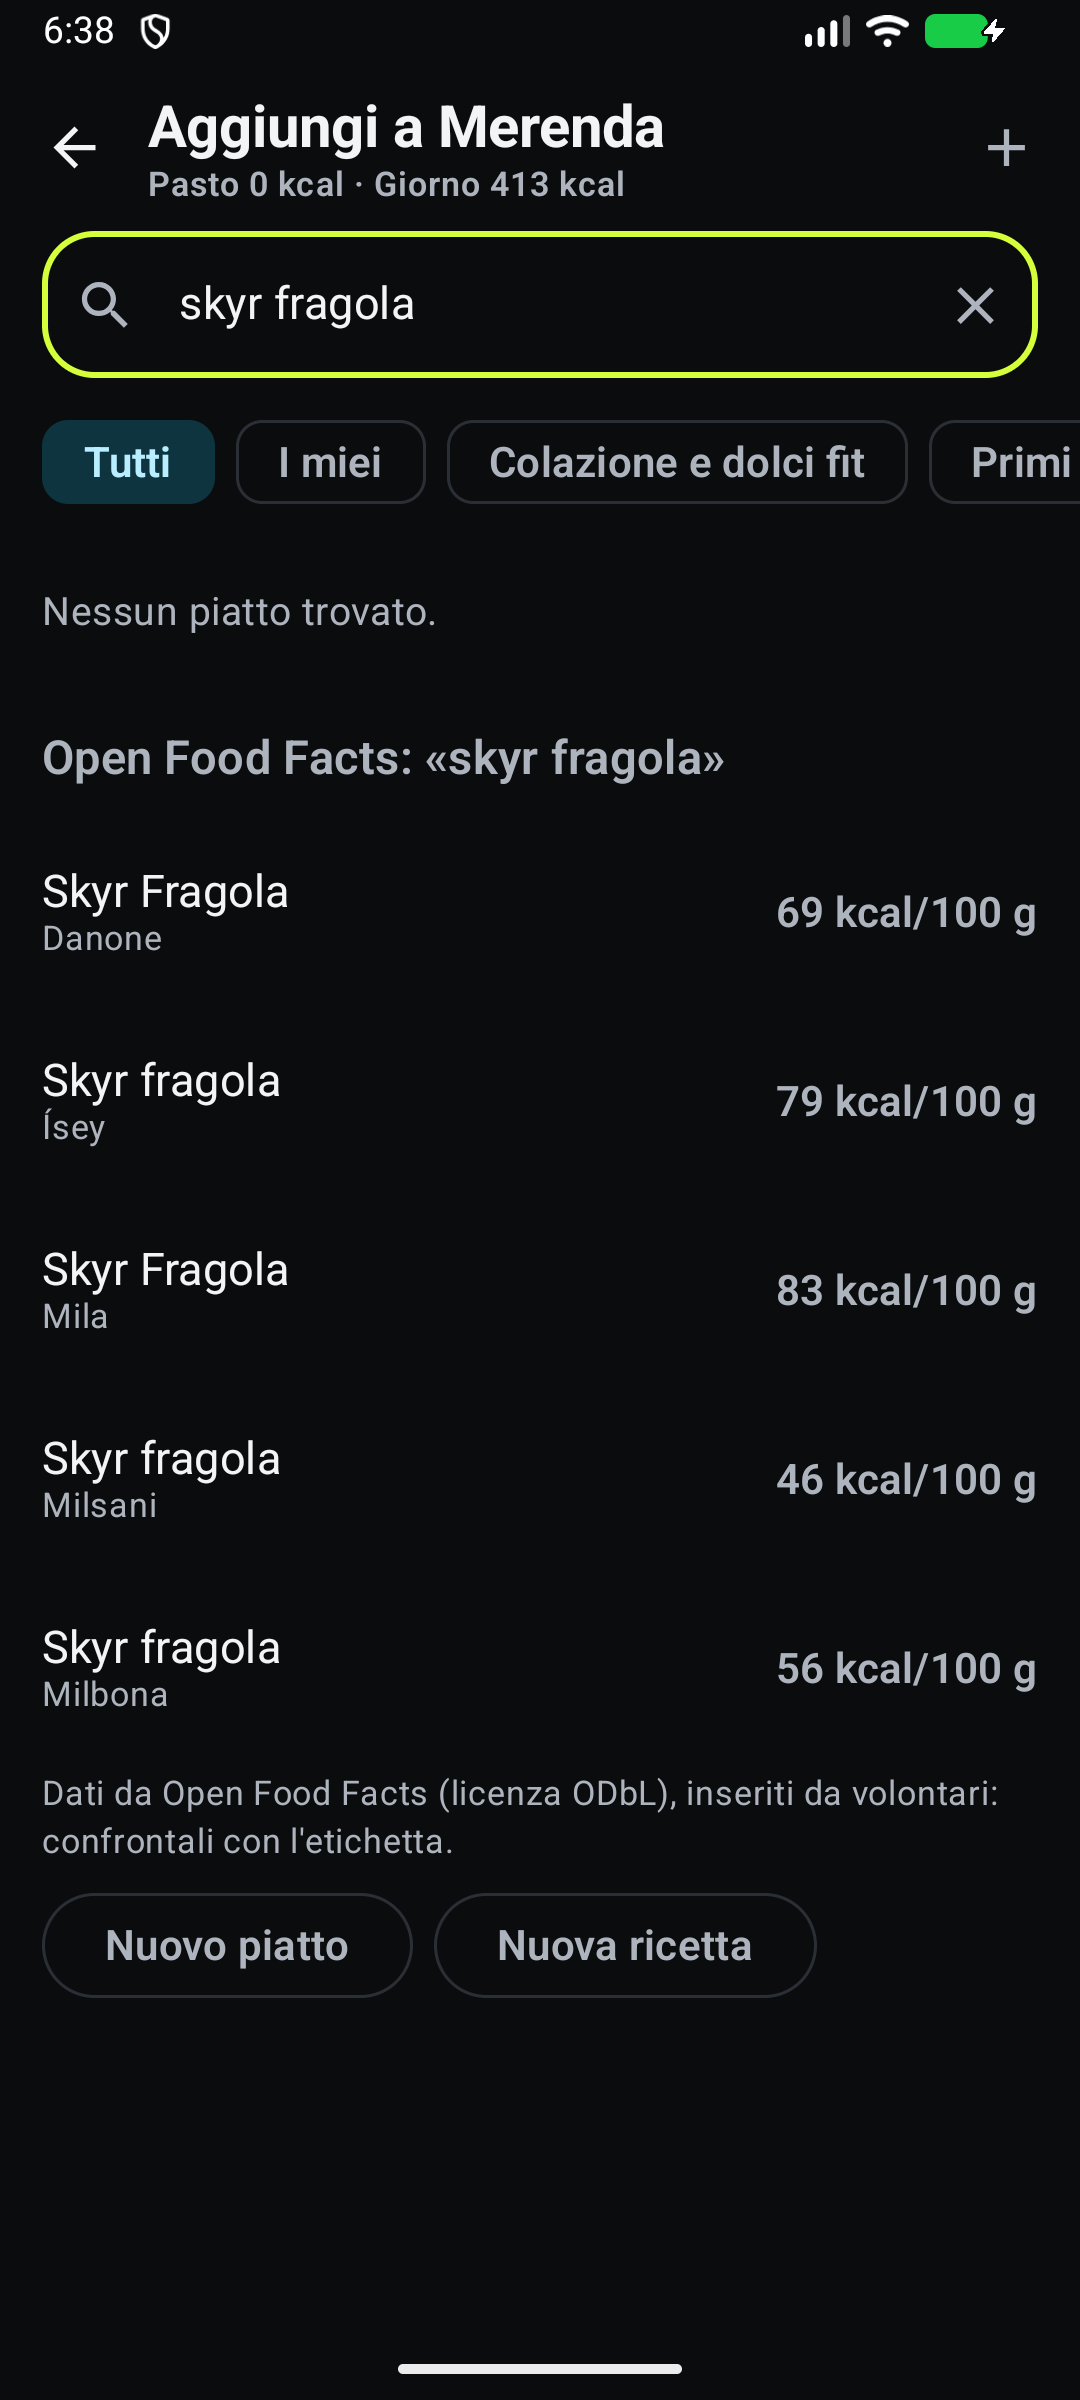 6:38
Aggiungi a Merenda
Pasto 0 kcal · Giorno 413 kcal
skyr fragola
Tutti
I miei
Colazione e dolci fit
Primi
Nessun piatto trovato.
Open Food Facts: «skyr fragola»
Skyr Fragola
Danone
69 kcal/100 g
Skyr fragola
Ísey
79 kcal/100 g
Skyr Fragola
Mila
83 kcal/100 g
Skyr fragola
Milsani
46 kcal/100 g
Skyr fragola
Milbona
56 kcal/100 g
Dati da Open Food Facts (licenza ODbL), inseriti da volontari:
confrontali con l'etichetta.
Nuovo piatto
Nuova ricetta